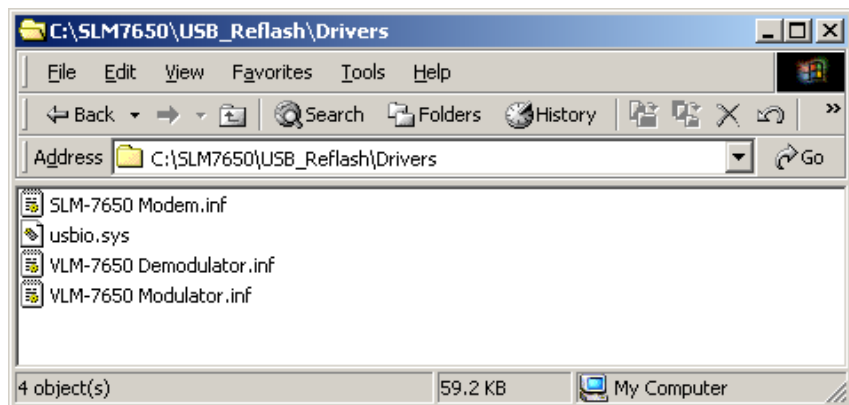 C:\SLM7650\USB_Reflash\Drivers
File Edit View Favorites Tools Help
Back Search Folders History »
Address C:\SLM7650\USB_Reflash\Drivers Go
SLM-7650 Modem.inf
usbio.sys
VLM-7650 Demodulator.inf
VLM-7650 Modulator.inf
4 object(s) 59.2 KB My Computer